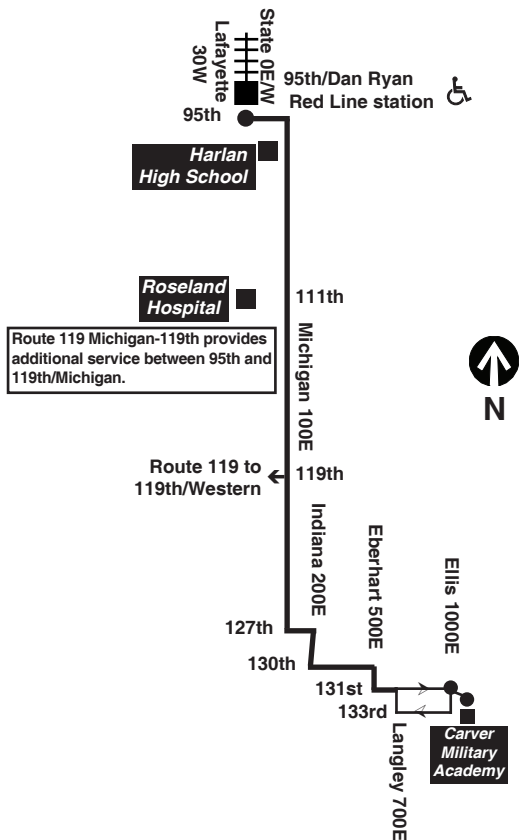 State 0E/W
Lafayette
30W
95th/Dan Ryan
Red Line station
95th
Harlan
High School
Roseland
Hospital
111th
Route 119 Michigan-119th provides
additional service between 95th and
119th/Michigan.
Michigan 100E
N
Route 119 to
119th/Western
119th
Indiana 200E
Eberhart 500E
Ellis 1000E
127th
130th
131st
133rd
Langley 700E
Carver
Military
Academy